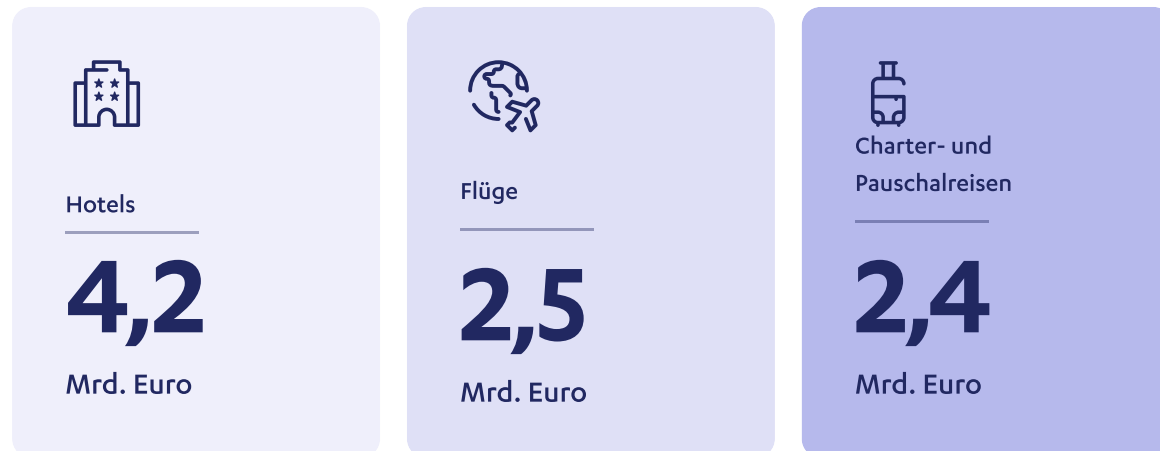 Hotels
4,2
Mrd. Euro
Flüge
2,5
Mrd. Euro
Charter- und
Pauschalreisen
2,4
Mrd. Euro